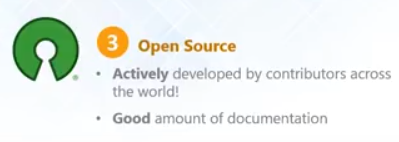 3 Open Source
• Actively developed by contributors across
the world!
• Good amount of documentation